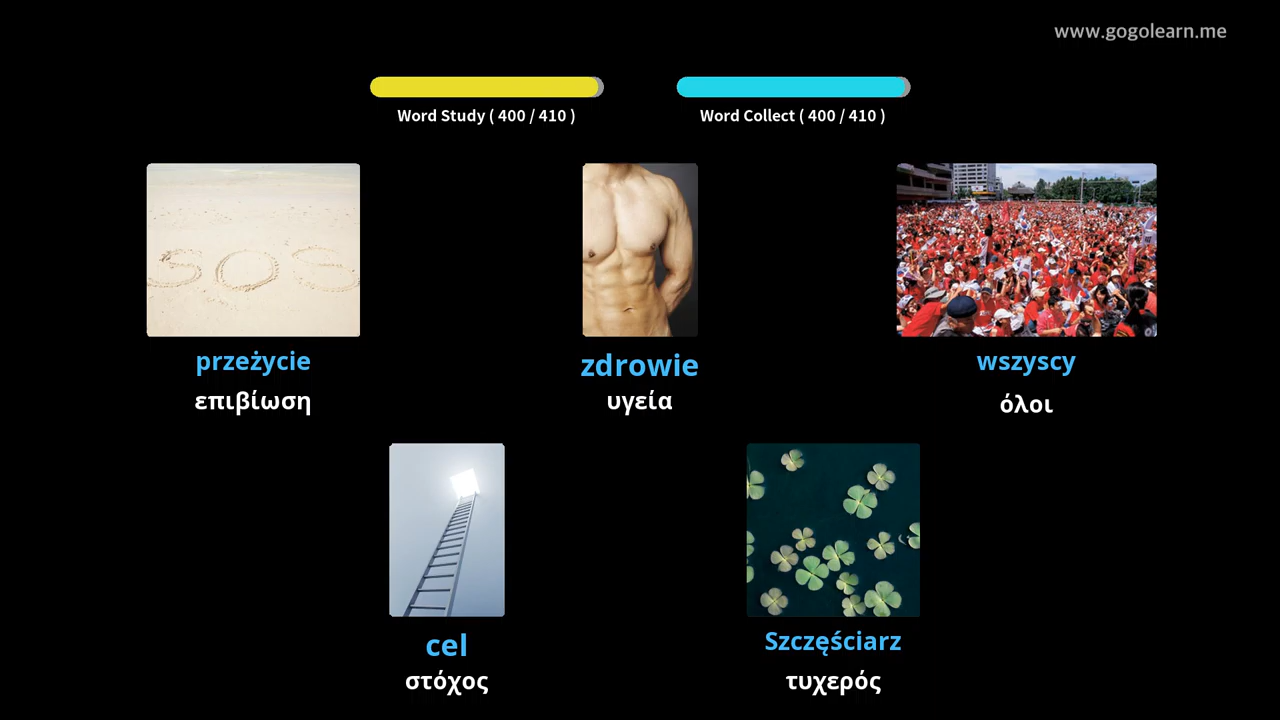 www.gogolearn.me
Word Study ( 400 / 410 )
Word Collect ( 400 / 410 )
SOS
przeżycie
επιβίωση
zdrowie
υγεία
wszyscy
όλοι
cel
στόχος
Szczęściarz
τυχερός